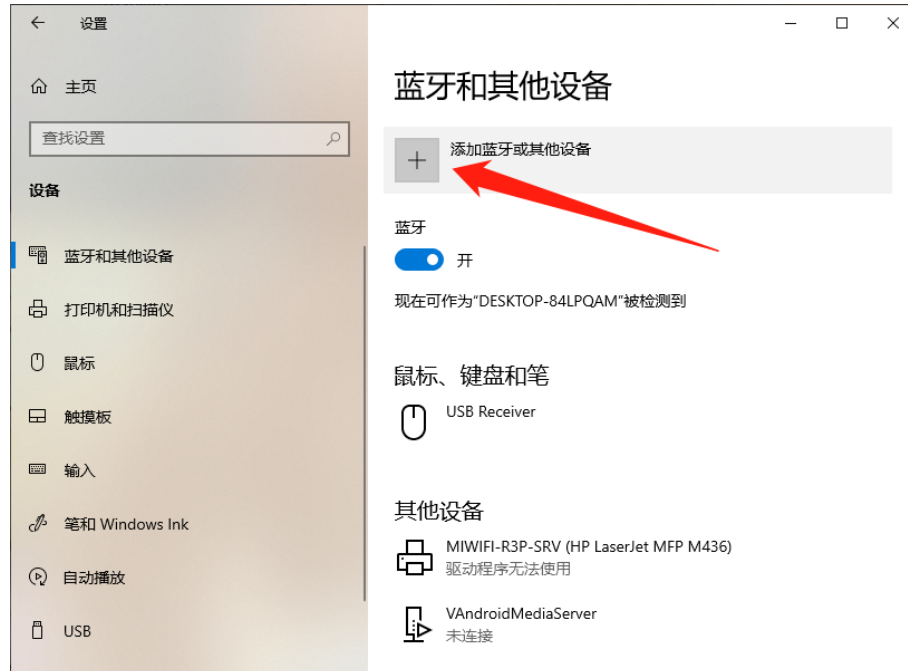 设置
主页
查找设置
设备
蓝牙和其他设备
打印机和扫描仪
鼠标
触摸板
输入
笔和 Windows Ink
自动播放
USB
蓝牙和其他设备
添加蓝牙或其他设备
蓝牙
开
现在可作为"DESKTOP-84LPQAM"被检测到
鼠标、键盘和笔
USB Receiver
其他设备
MIWIFI-R3P-SRV (HP LaserJet MFP M436)
驱动程序无法使用
VAndroidMediaServer
未连接